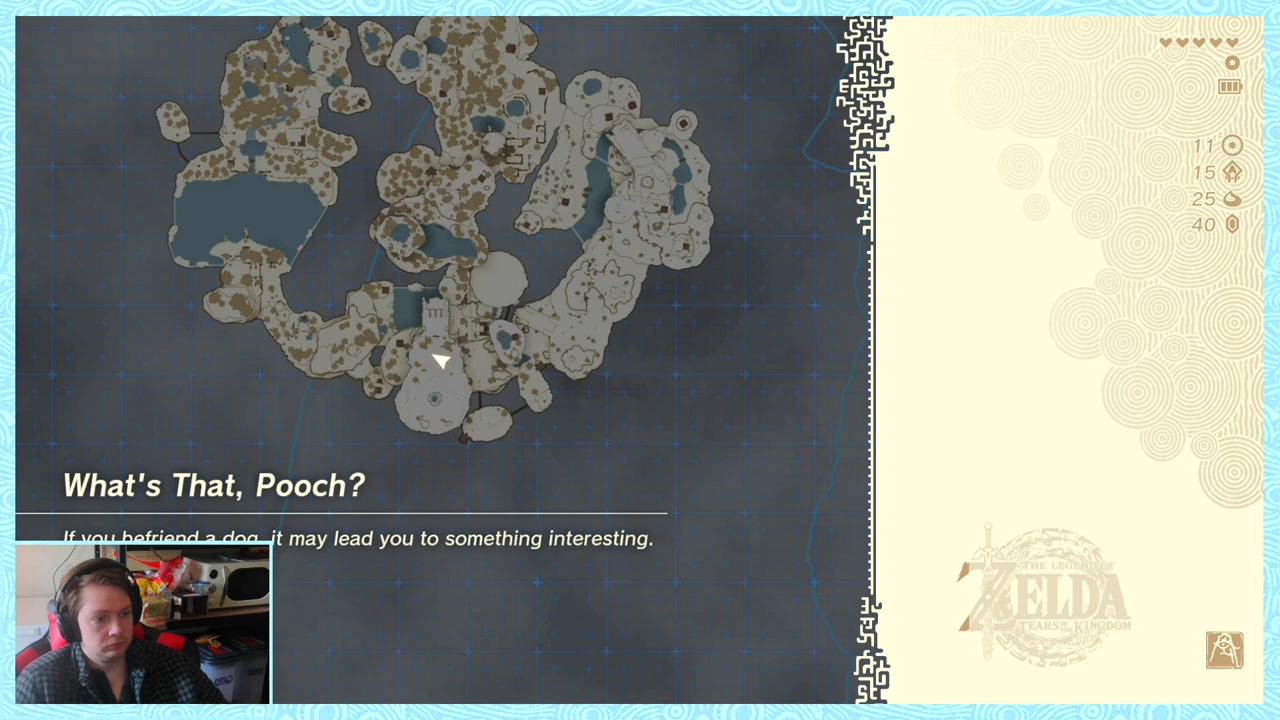 11
15
25
40
What's That, Pooch?
If you befriend a dog, it may lead you to something interesting.
THE LEGEND OF
ZELDA
TEARS OF THE KINGDOM